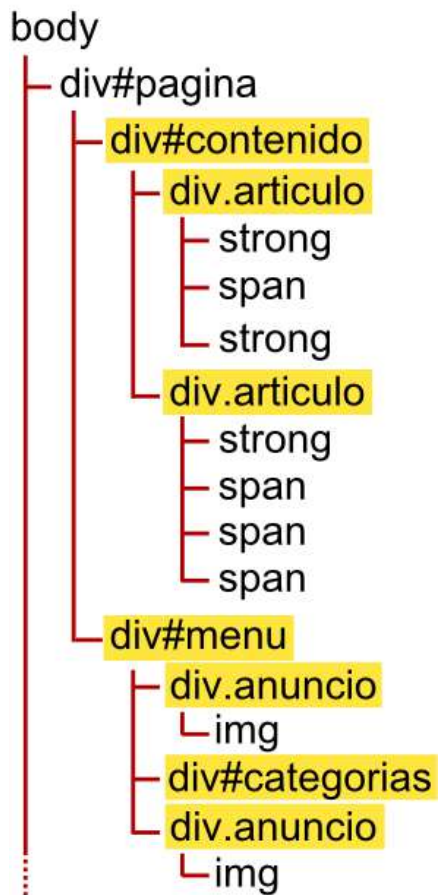 body
div#pagina
div#contenido
div.articulo
strong
span
strong
div.articulo
strong
span
span
span
div#menu
div.anuncio
img
div#categorias
div.anuncio
img